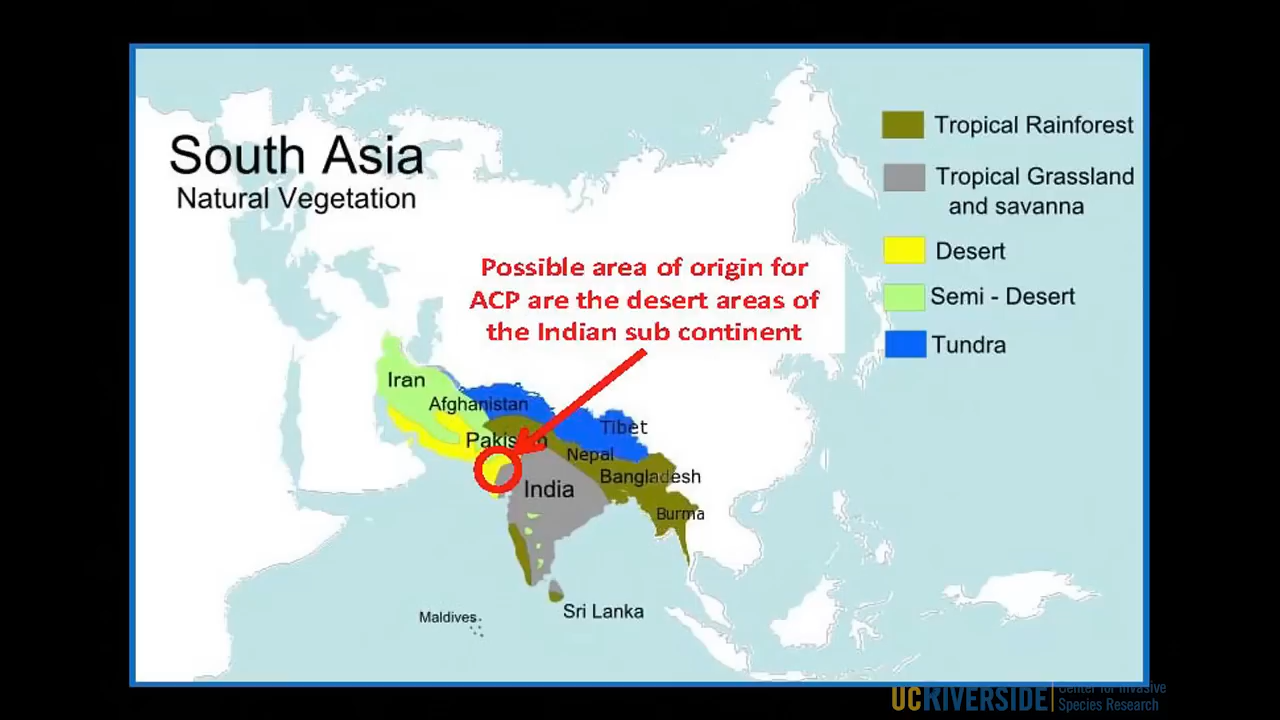 South Asia
Natural Vegetation
Tropical Rainforest
Tropical Grassland
and savanna
Desert
Semi - Desert
Tundra
Possible area of origin for
ACP are the desert areas of
the Indian sub continent
Iran
Afghanistan
Tibet
Nepal
Bangladesh
India
Burma
Sri Lanka
Maldives
UCRIVERSIDE
Center for Invasive
Species Research